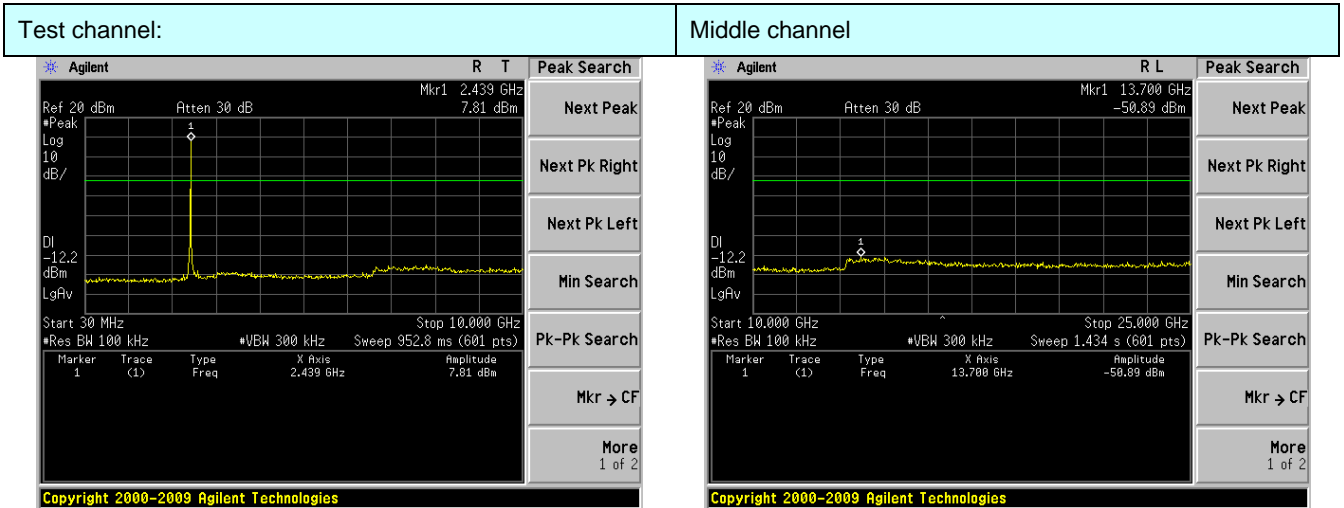 Test channel: Middle channel
Agilent R T Peak Search
Mkr1 2.439 GHz
Ref 20 dBm Atten 30 dB 7.81 dBm
#Peak
Log
10
dB/
1
DI
-12.2
dBm
LgAv
Start 30 MHz Stop 10.000 GHz
#Res BW 100 kHz #VBW 300 kHz Sweep 952.8 ms (601 pts)
Marker Trace Type X Axis Amplitude
1 (1) Freq 2.439 GHz 7.81 dBm
Next Peak
Next Pk Right
Next Pk Left
Min Search
Pk-Pk Search
Mkr → CF
More
1 of 2
Copyright 2000-2009 Agilent Technologies
Agilent R L Peak Search
Mkr1 13.700 GHz
Ref 20 dBm Atten 30 dB -50.89 dBm
#Peak
Log
10
dB/
1
DI
-12.2
dBm
LgAv
Start 10.000 GHz ^ Stop 25.000 GHz
#Res BW 100 kHz #VBW 300 kHz Sweep 1.434 s (601 pts)
Marker Trace Type X Axis Amplitude
1 (1) Freq 13.700 GHz -50.89 dBm
Next Peak
Next Pk Right
Next Pk Left
Min Search
Pk-Pk Search
Mkr → CF
More
1 of 2
Copyright 2000-2009 Agilent Technologies